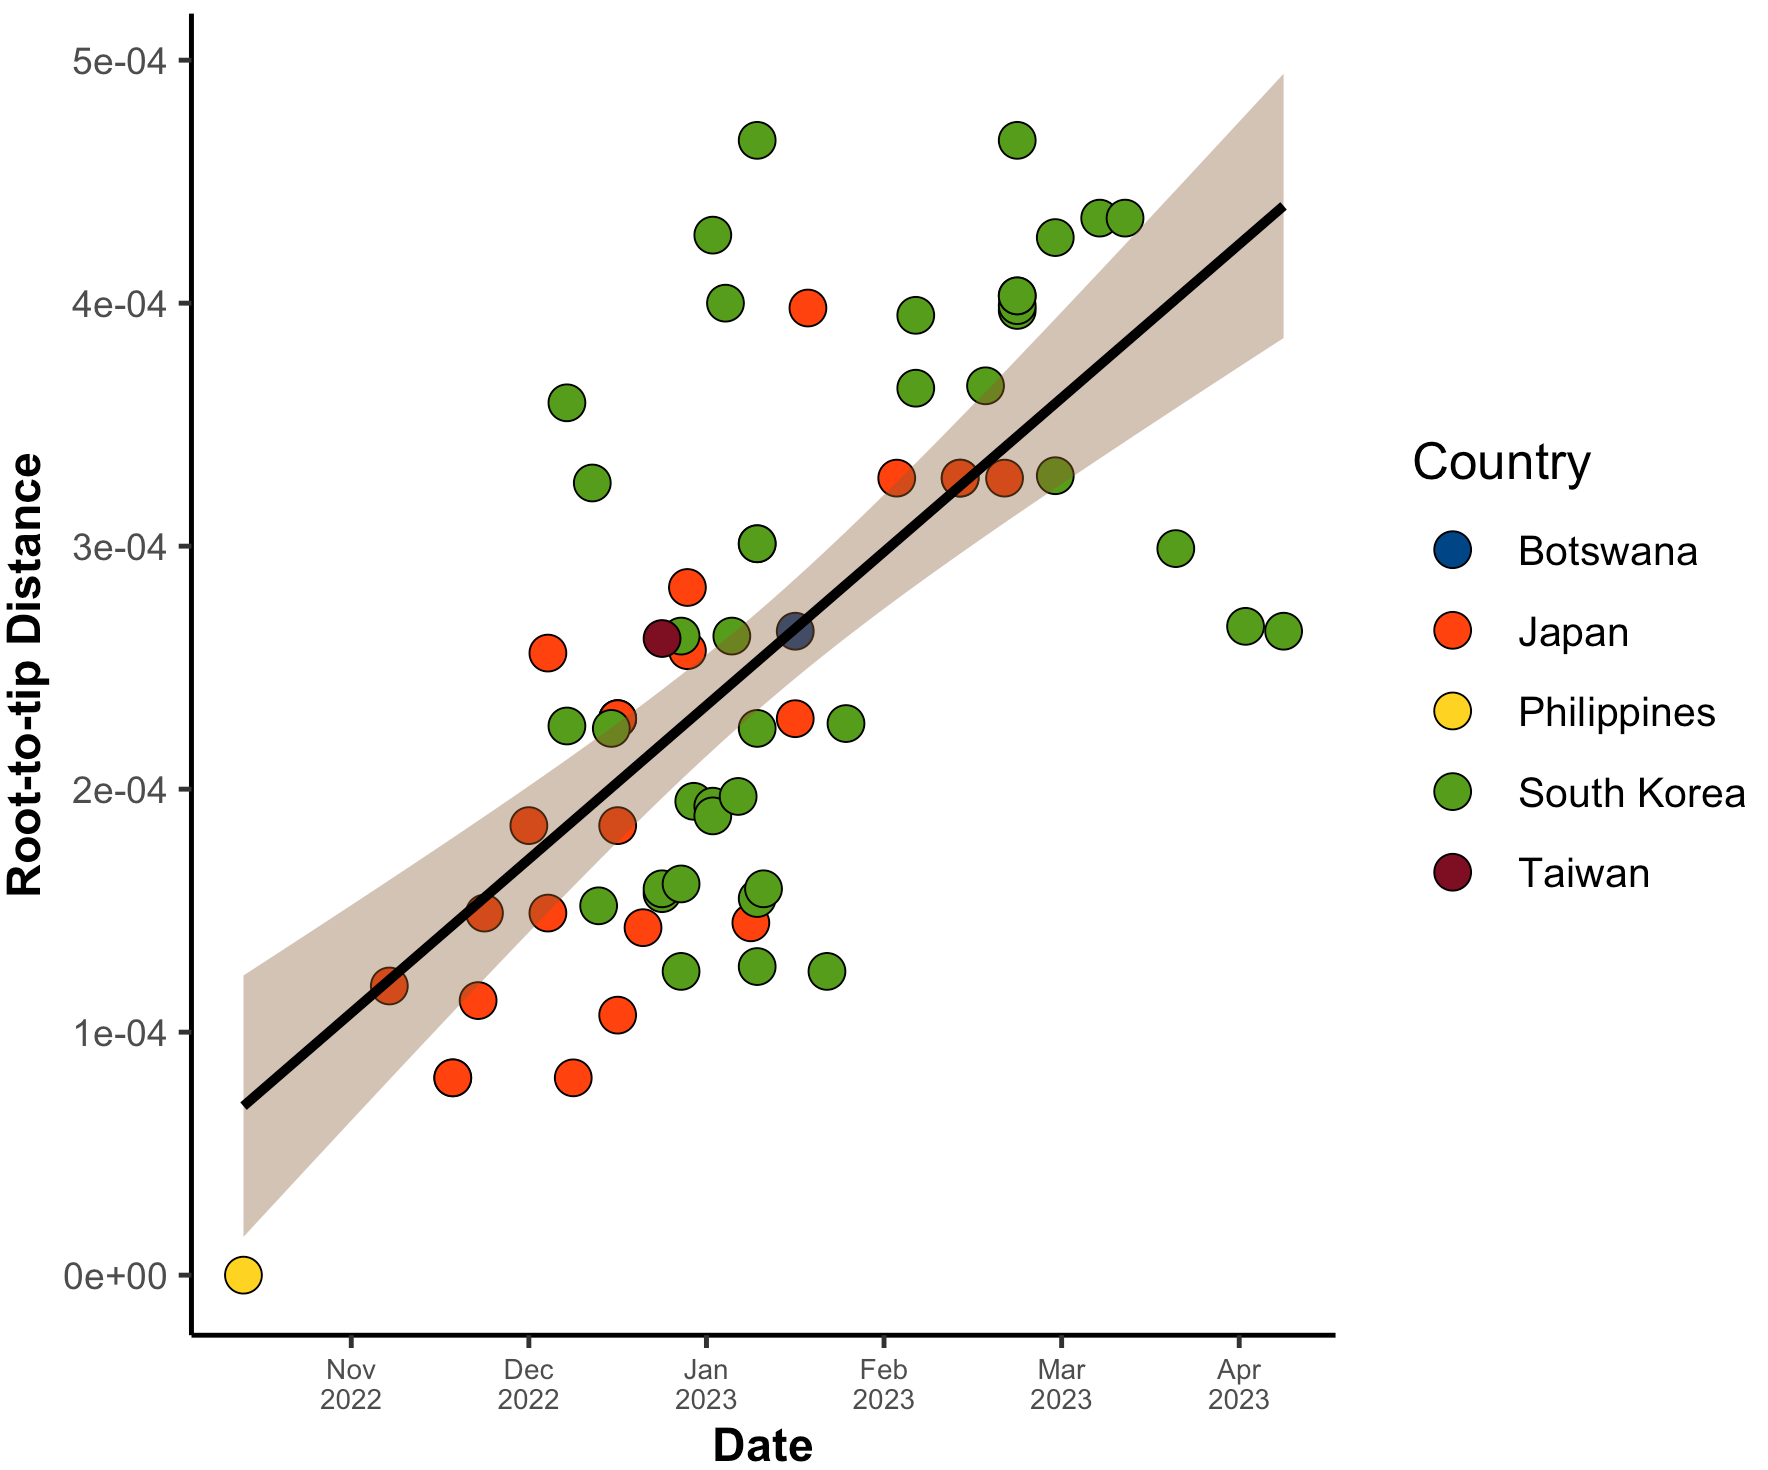 5e-04
4e-04
3e-04
2e-04
1e-04
0e+00
Root-to-tip Distance
Nov
2022
Dec
2022
Jan
2023
Feb
2023
Mar
2023
Apr
2023
Date
Country
Botswana
Japan
Philippines
South Korea
Taiwan